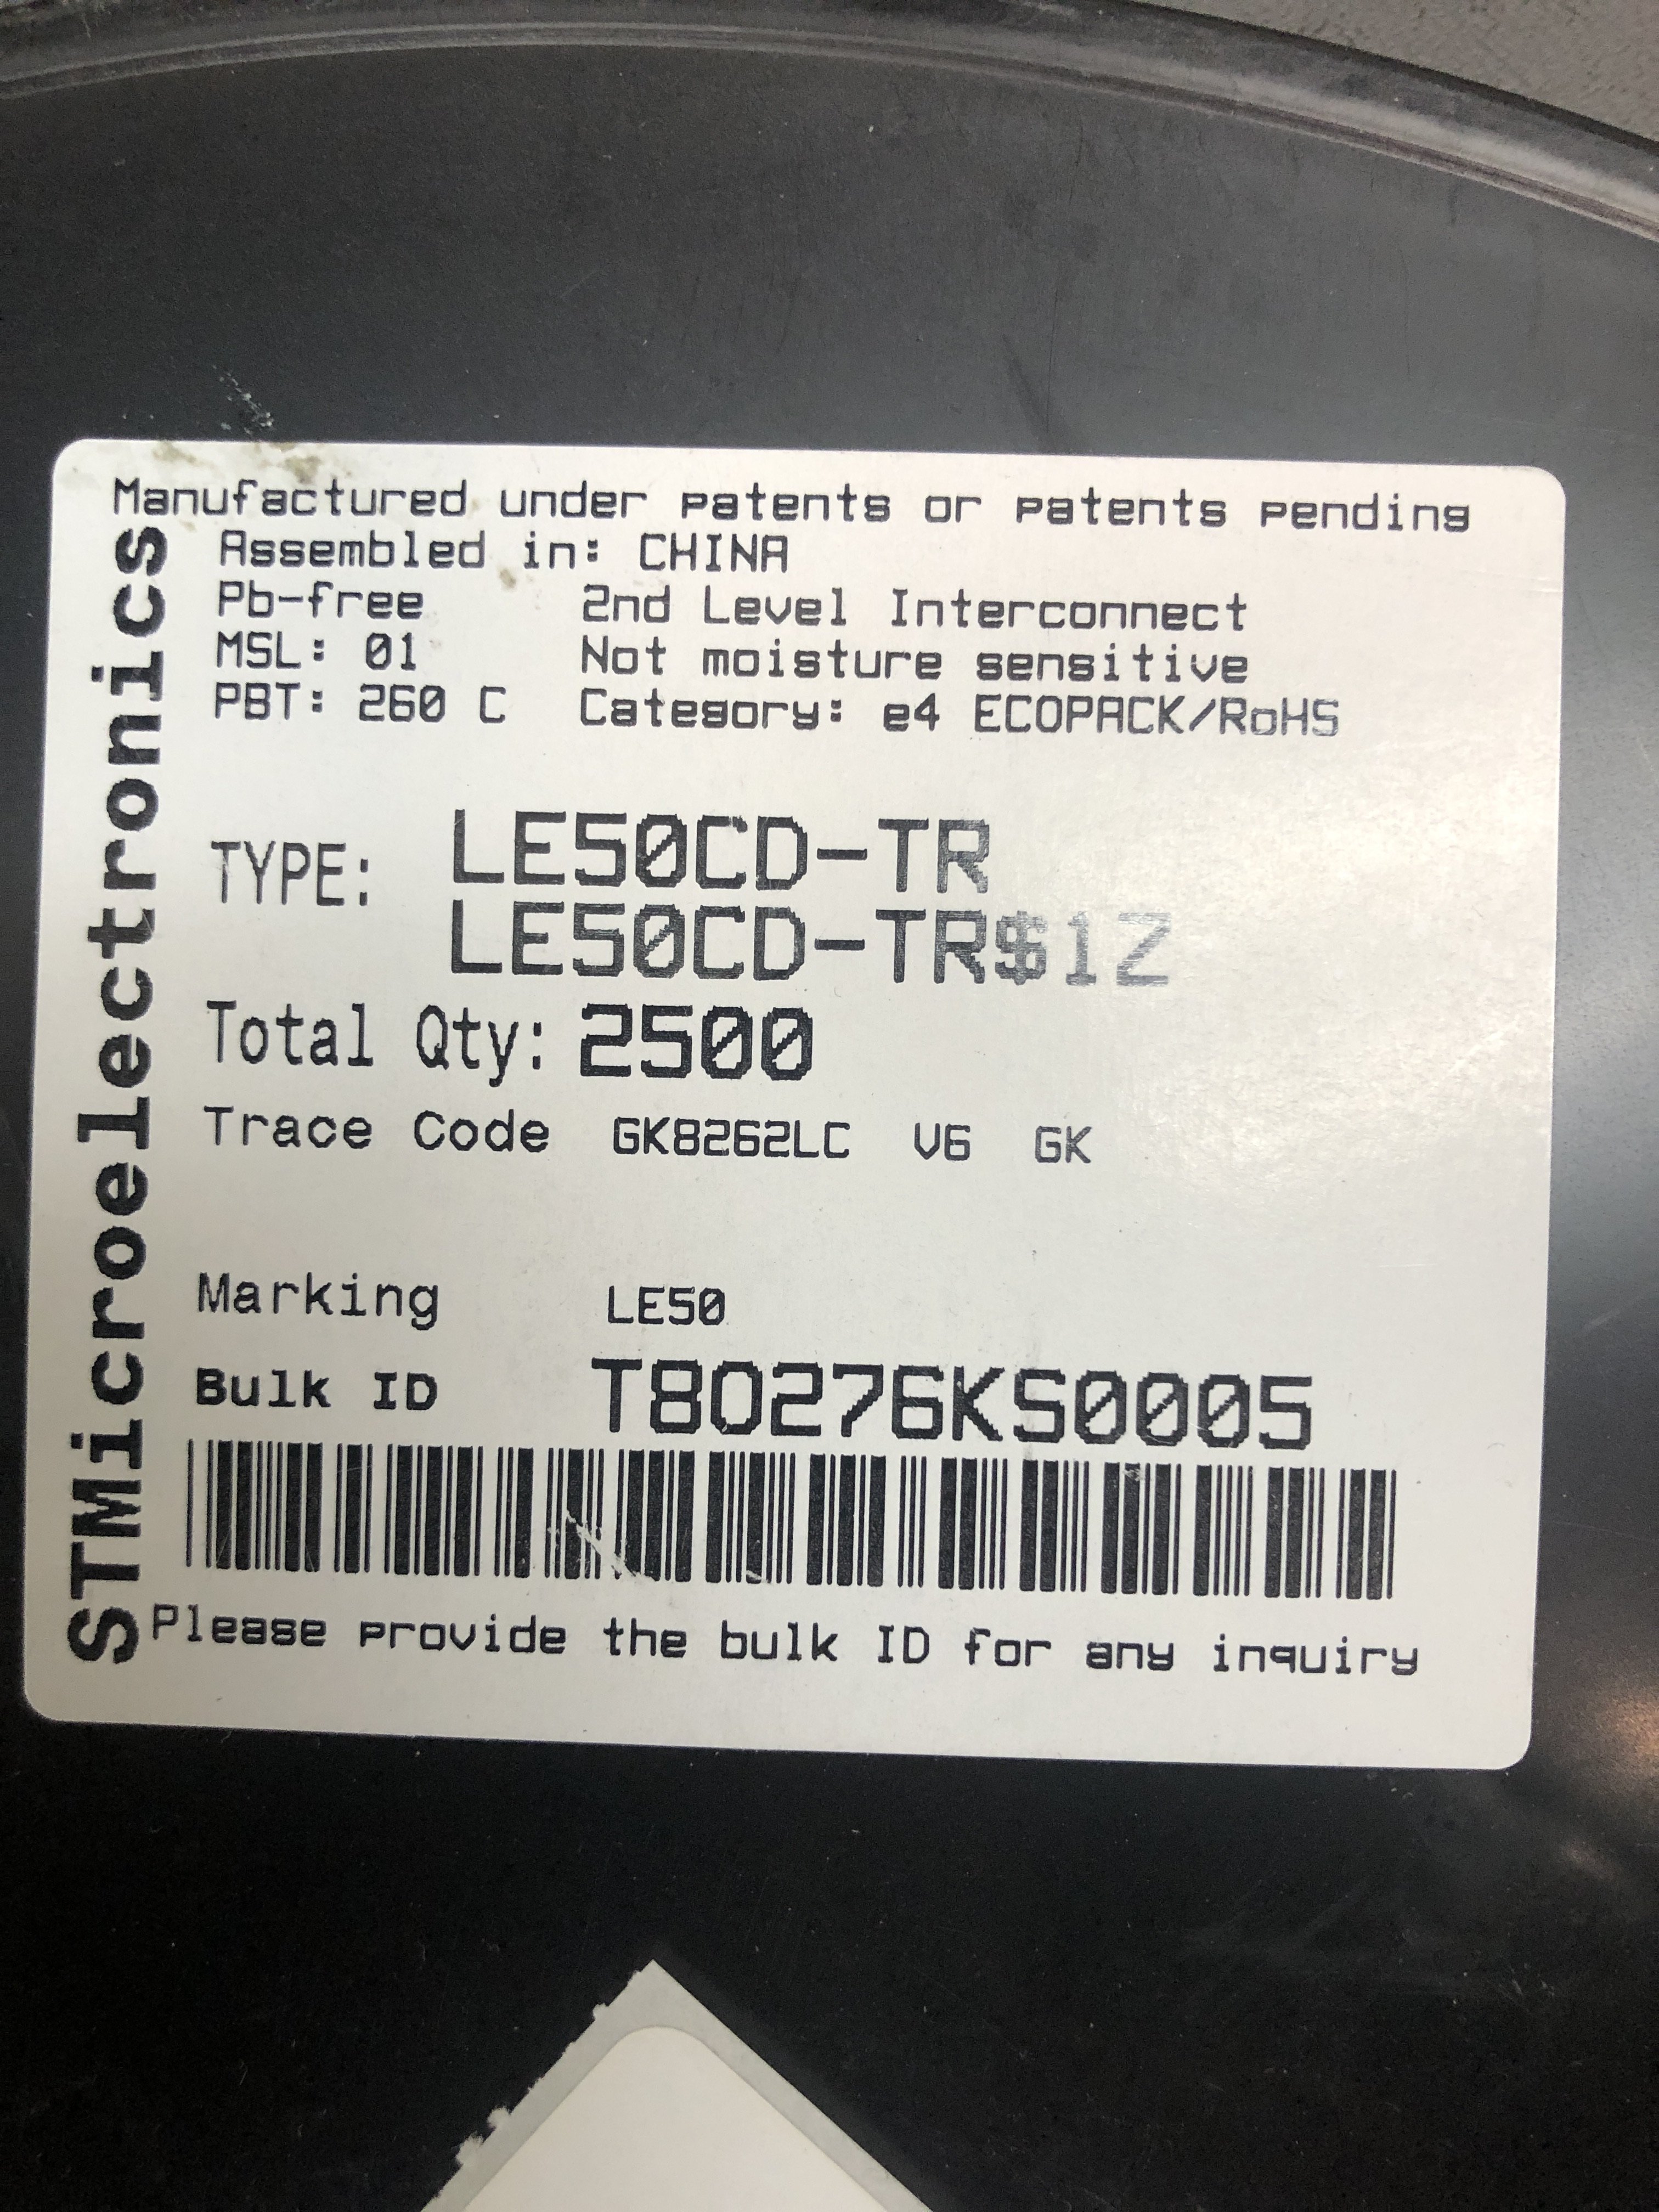 STMicroelectronics
Manufactured under patents or patents pending
Assembled in: CHINA
Pb-free 2nd Level Interconnect
MSL: 01 Not moisture sensitive
PBT: 260 C Category: e4 ECOPACK/RoHS
TYPE: LE50CD-TR
LE50CD-TR$1Z
Total Qty: 2500
Trace Code GK8262LC V6 GK
Marking LE50
Bulk ID T80276KS0005
Please provide the bulk ID for any inquiry